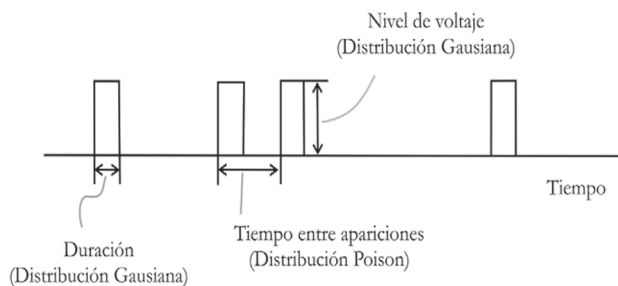 Nivel de voltaje
(Distribución Gausiana)
Tiempo
Duración
(Distribución Gausiana)
Tiempo entre apariciones
(Distribución Poison)